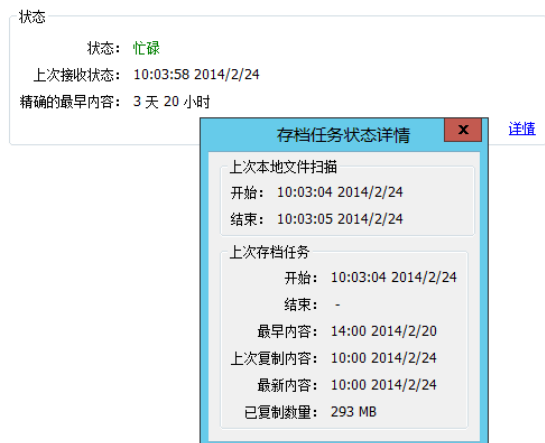 状态
状态： 忙碌
上次接收状态： 10:03:58 2014/2/24
精确的最早内容： 3 天 20 小时
详情
存档任务状态详情
x
上次本地文件扫描
开始： 10:03:04 2014/2/24
结束： 10:03:05 2014/2/24
上次存档任务
开始： 10:03:04 2014/2/24
结束： -
最早内容： 14:00 2014/2/20
上次复制内容： 10:00 2014/2/24
最新内容： 10:00 2014/2/24
已复制数量： 293 MB